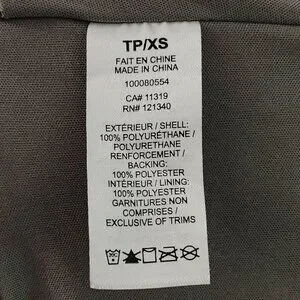 TP/XS
FAIT EN CHINE
MADE IN CHINA
100080554
CA# 11319
RN# 121340
EXTÉRIEUR / SHELL:
100% POLYURÉTHANE /
POLYURETHANE
RENFORCEMENT /
BACKING:
100% POLYESTER
INTÉRIEUR / LINING:
100% POLYESTER
GARNITURES NON
COMPRISES /
EXCLUSIVE OF TRIMS